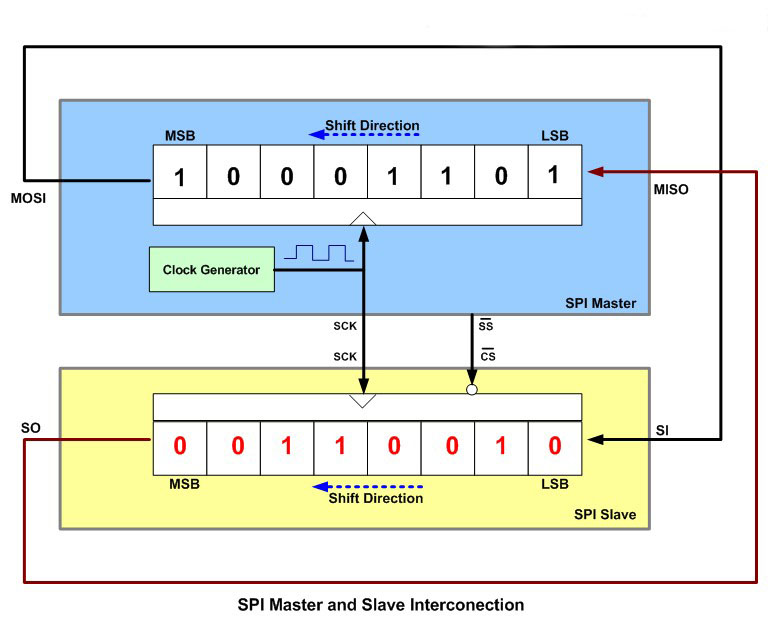 MSB
Shift Direction
LSB
1 0 0 0 1 1 0 1
MOSI
MISO
Clock Generator
SPI Master
SCK
SS
SCK
CS
SO
0 0 1 1 0 0 1 0
SI
MSB
Shift Direction
LSB
SPI Slave
SPI Master and Slave Interconection